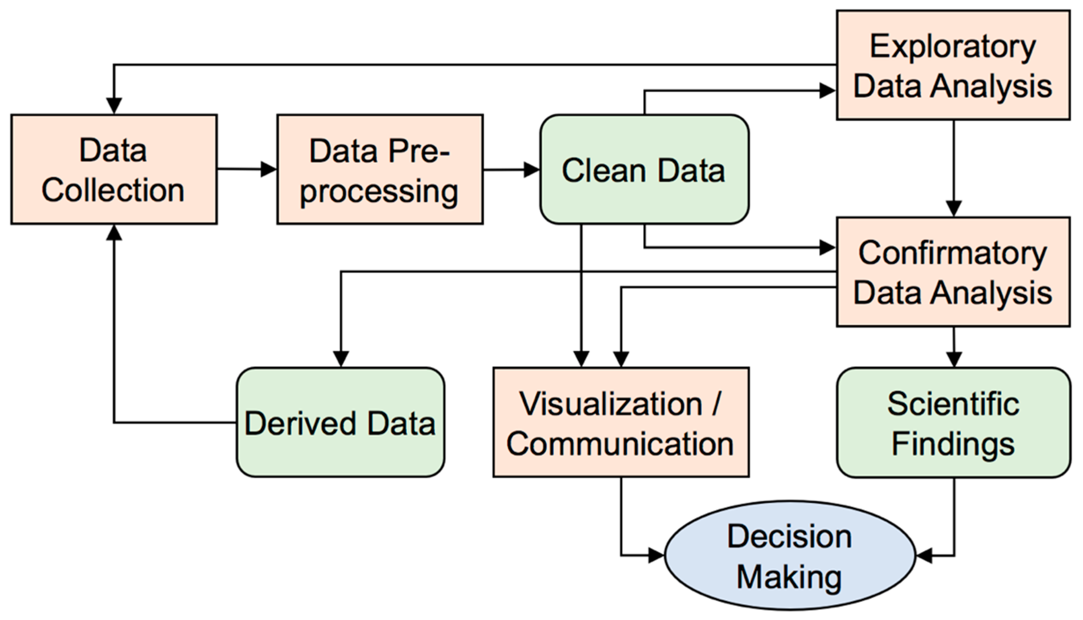 Exploratory
Data Analysis
Data
Collection
Data Pre-
processing
Clean Data
Confirmatory
Data Analysis
Derived Data
Visualization /
Communication
Scientific
Findings
Decision
Making